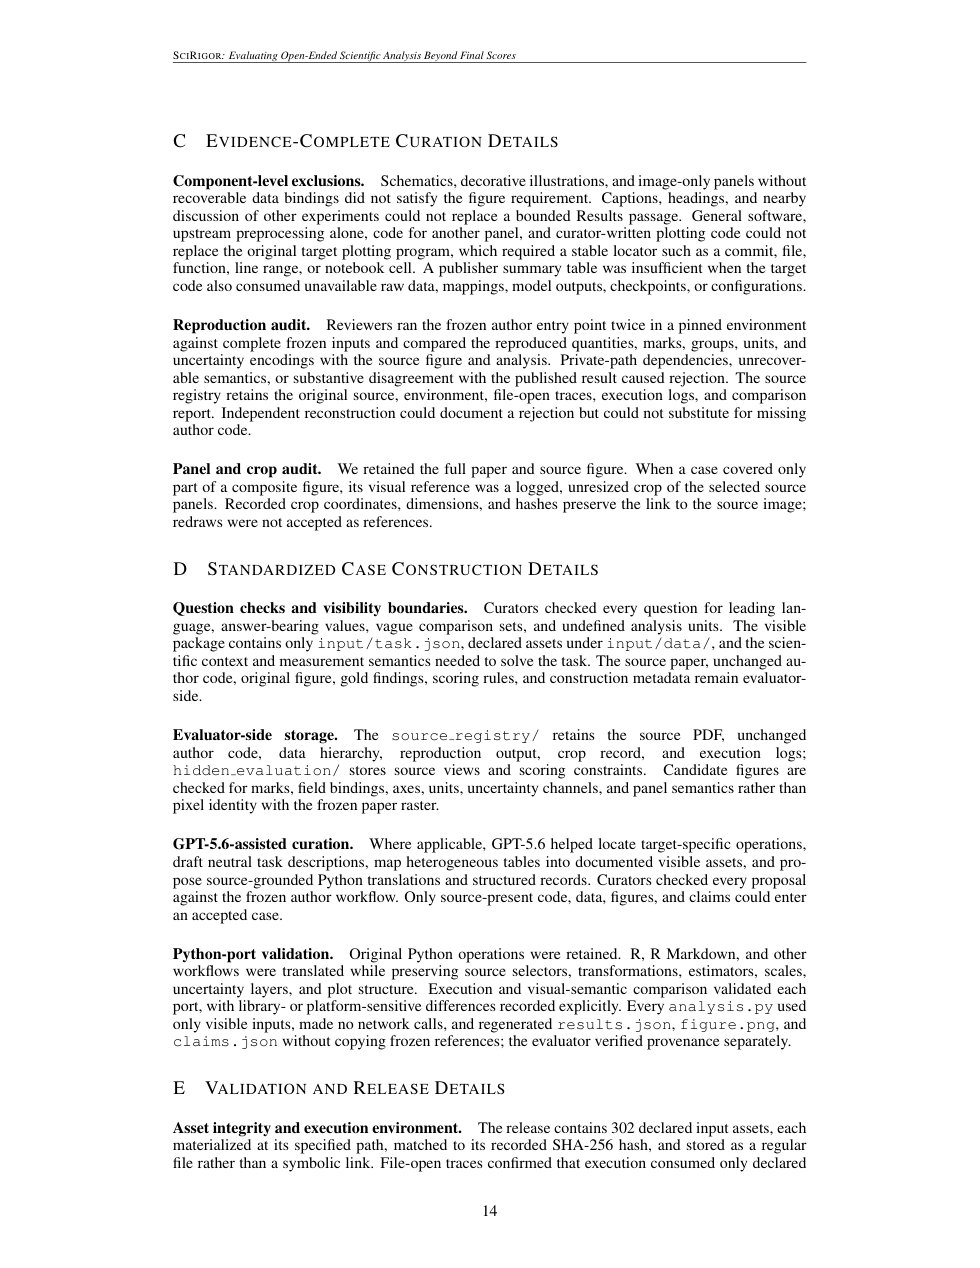 SCIRIGOR: Evaluating Open-Ended Scientific Analysis Beyond Final Scores
C EVIDENCE-COMPLETE CURATION DETAILS
Component-level exclusions. Schematics, decorative illustrations, and image-only panels without
recoverable data bindings did not satisfy the figure requirement. Captions, headings, and nearby
discussion of other experiments could not replace a bounded Results passage. General software,
upstream preprocessing alone, code for another panel, and curator-written plotting code could not
replace the original target plotting program, which required a stable locator such as a commit, file,
function, line range, or notebook cell. A publisher summary table was insufficient when the target
code also consumed unavailable raw data, mappings, model outputs, checkpoints, or configurations.
Reproduction audit. Reviewers ran the frozen author entry point twice in a pinned environment
against complete frozen inputs and compared the reproduced quantities, marks, groups, units, and
uncertainty encodings with the source figure and analysis. Private-path dependencies, unrecover-
able semantics, or substantive disagreement with the published result caused rejection. The source
registry retains the original source, environment, file-open traces, execution logs, and comparison
report. Independent reconstruction could document a rejection but could not substitute for missing
author code.
Panel and crop audit. We retained the full paper and source figure. When a case covered only
part of a composite figure, its visual reference was a logged, unresized crop of the selected source
panels. Recorded crop coordinates, dimensions, and hashes preserve the link to the source image;
redraws were not accepted as references.
D STANDARDIZED CASE CONSTRUCTION DETAILS
Question checks and visibility boundaries. Curators checked every question for leading lan-
guage, answer-bearing values, vague comparison sets, and undefined analysis units. The visible
package contains only input/task.json, declared assets under input/data/, and the scien-
tific context and measurement semantics needed to solve the task. The source paper, unchanged au-
thor code, original figure, gold findings, scoring rules, and construction metadata remain evaluator-
side.
Evaluator-side storage. The source_registry/ retains the source PDF, unchanged
author code, data hierarchy, reproduction output, crop record, and execution logs;
hidden_evaluation/ stores source views and scoring constraints. Candidate figures are
checked for marks, field bindings, axes, units, uncertainty channels, and panel semantics rather than
pixel identity with the frozen paper raster.
GPT-5.6-assisted curation. Where applicable, GPT-5.6 helped locate target-specific operations,
draft neutral task descriptions, map heterogeneous tables into documented visible assets, and pro-
pose source-grounded Python translations and structured records. Curators checked every proposal
against the frozen author workflow. Only source-present code, data, figures, and claims could enter
an accepted case.
Python-port validation. Original Python operations were retained. R, R Markdown, and other
workflows were translated while preserving source selectors, transformations, estimators, scales,
uncertainty layers, and plot structure. Execution and visual-semantic comparison validated each
port, with library- or platform-sensitive differences recorded explicitly. Every analysis.py used
only visible inputs, made no network calls, and regenerated results.json, figure.png, and
claims.json without copying frozen references; the evaluator verified provenance separately.
E VALIDATION AND RELEASE DETAILS
Asset integrity and execution environment. The release contains 302 declared input assets, each
materialized at its specified path, matched to its recorded SHA-256 hash, and stored as a regular
file rather than a symbolic link. File-open traces confirmed that execution consumed only declared
14